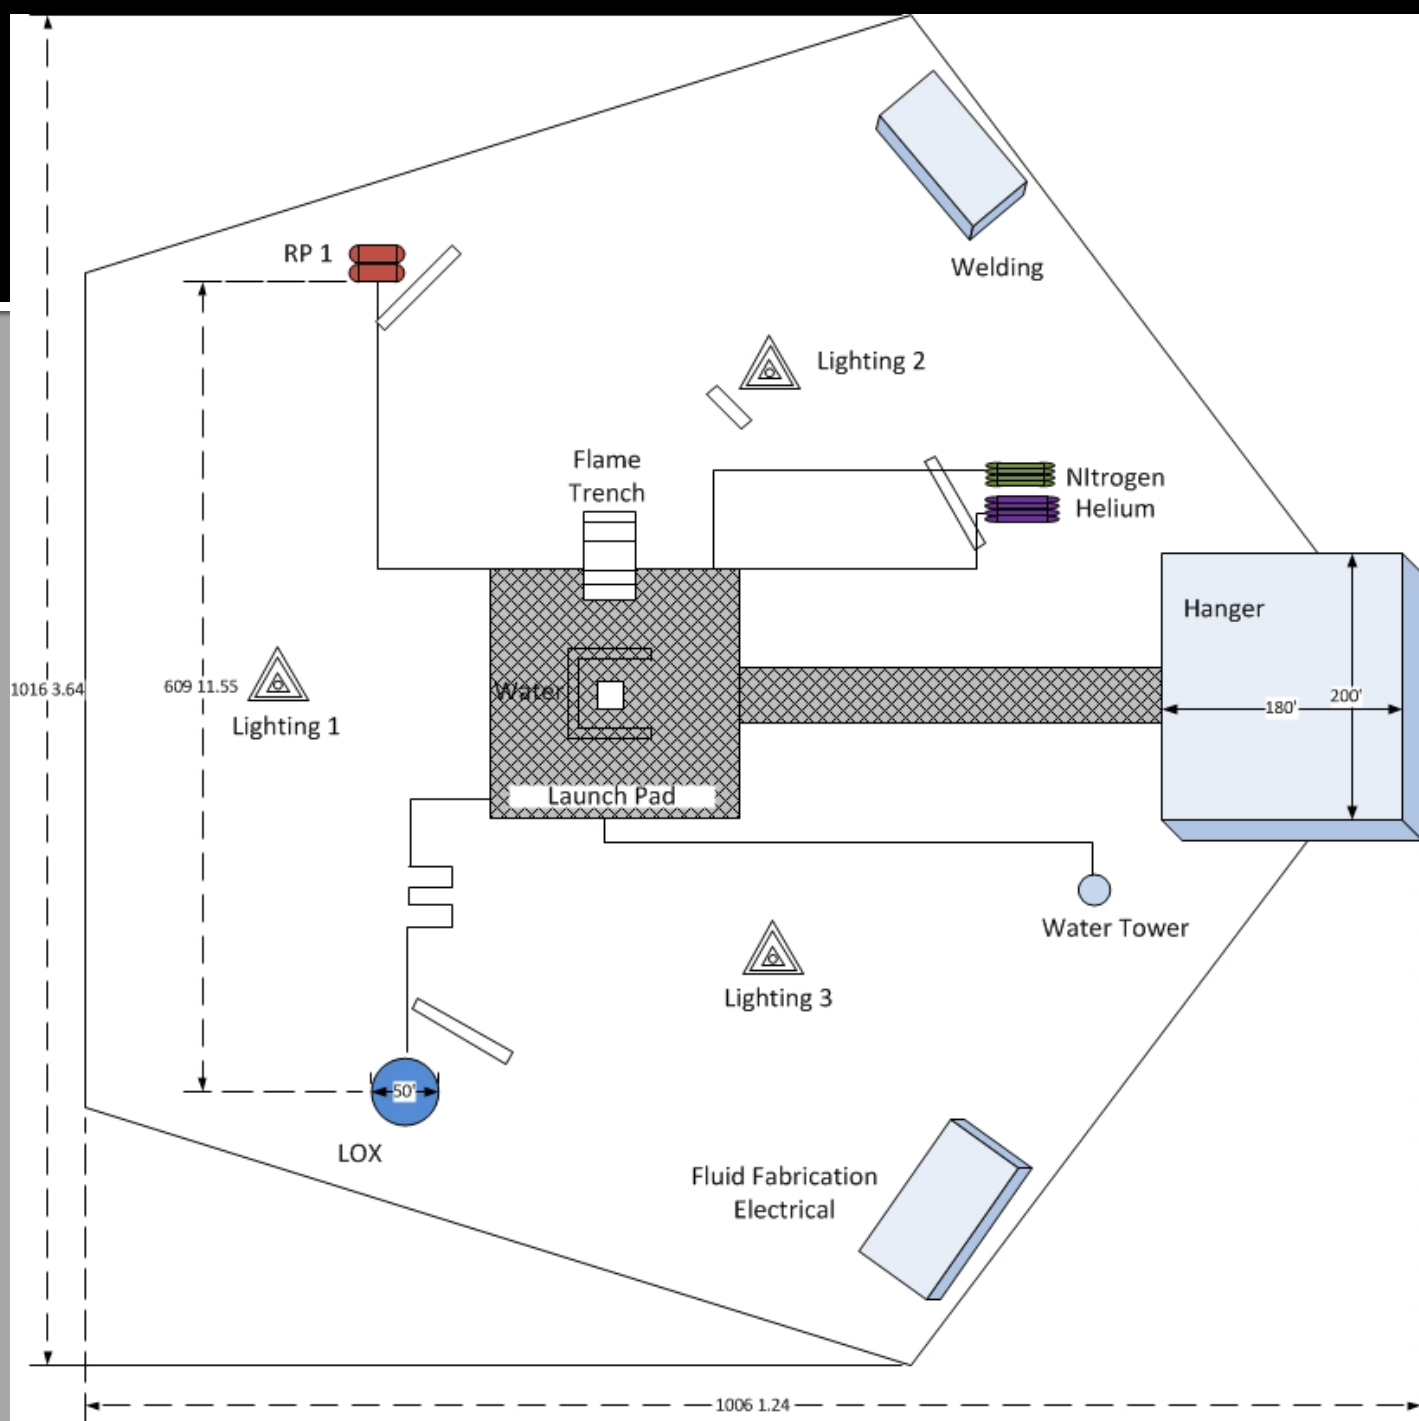 RP 1
Welding
Lighting 2
Flame
Trench
NItrogen
Helium
Hanger
1016 3.64
609 11.55
Water
200'
180'
Lighting 1
Launch Pad
Water Tower
Lighting 3
50'
LOX
Fluid Fabrication
Electrical
1006 1.24